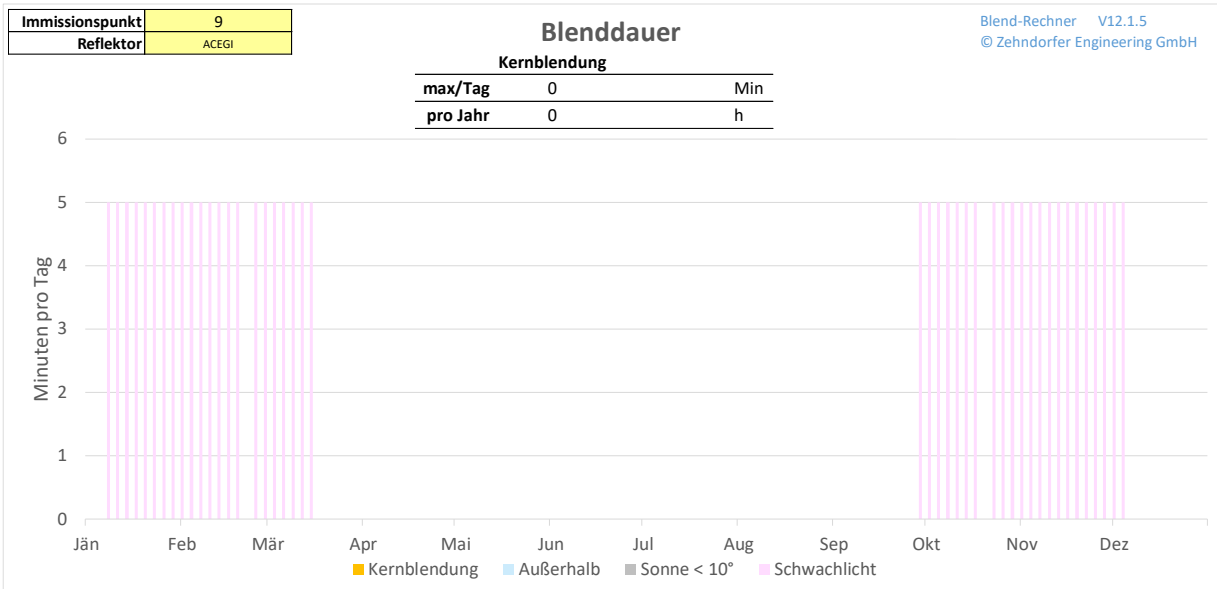 Immissionspunkt 9
Reflektor ACEGI
Blenddauer
Blend-Rechner V12.1.5
© Zehndorfer Engineering GmbH
Kernblendung
max/Tag 0 Min
pro Jahr 0 h
Minuten pro Tag
6
5
4
3
2
1
0
Jän Feb Mär Apr Mai Jun Jul Aug Sep Okt Nov Dez
Kernblendung Außerhalb Sonne < 10° Schwachlicht